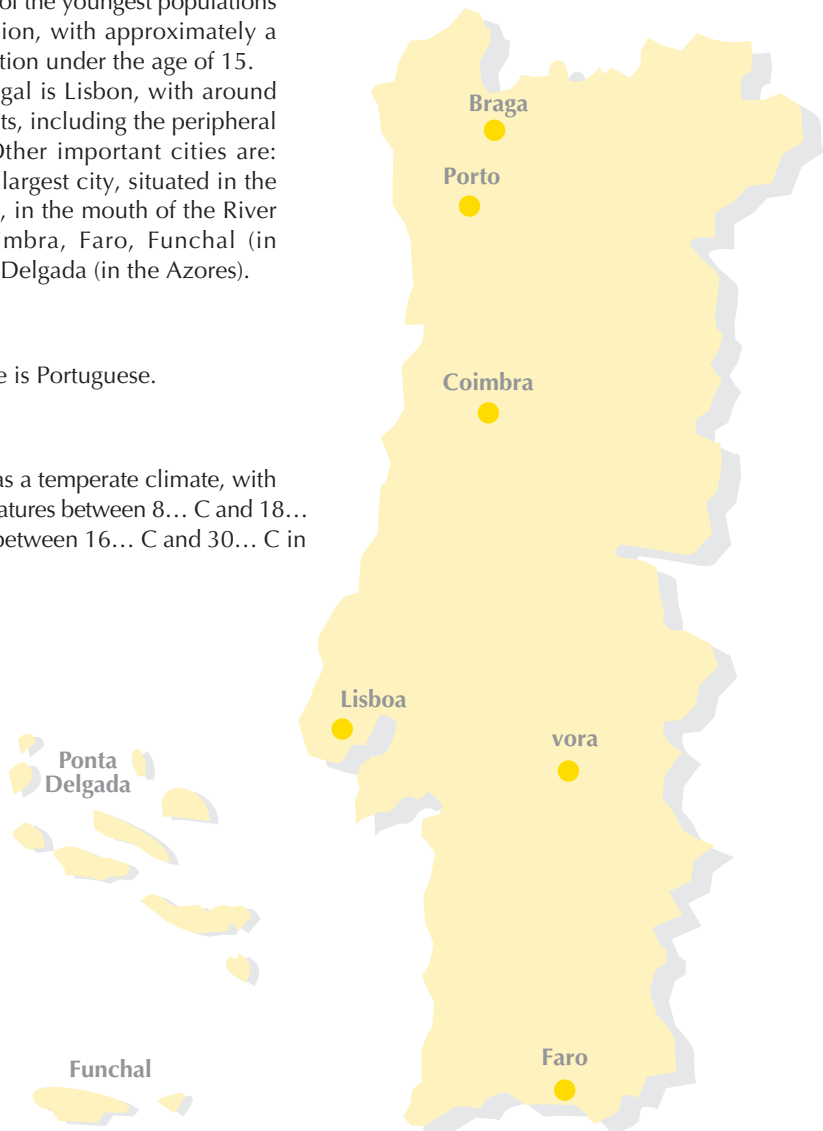 of the youngest populations
ion, with approximately a
tion under the age of 15.
gal is Lisbon, with around
ts, including the peripheral
Other important cities are:
largest city, situated in the
, in the mouth of the River
mbra, Faro, Funchal (in
Delgada (in the Azores).
e is Portuguese.
as a temperate climate, with
atures between 8… C and 18…
between 16… C and 30… C in
Braga
Porto
Coimbra
Lisboa
vora
Ponta
Delgada
Faro
Funchal